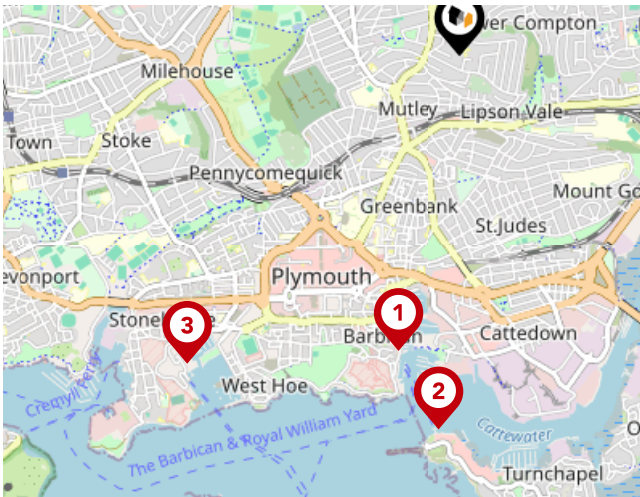 ver Compton
Milehouse
Mutley
Lipson Vale
Town
Stoke
Pennycomequick
Mount Go
Greenbank
St.Judes
evonport
Plymouth
1
Stone
3
Barbican
Cattedown
West Hoe
2
Cremyll Ferry
The Barbican & Royal William Yard
Cattewater
O
Turnchapel